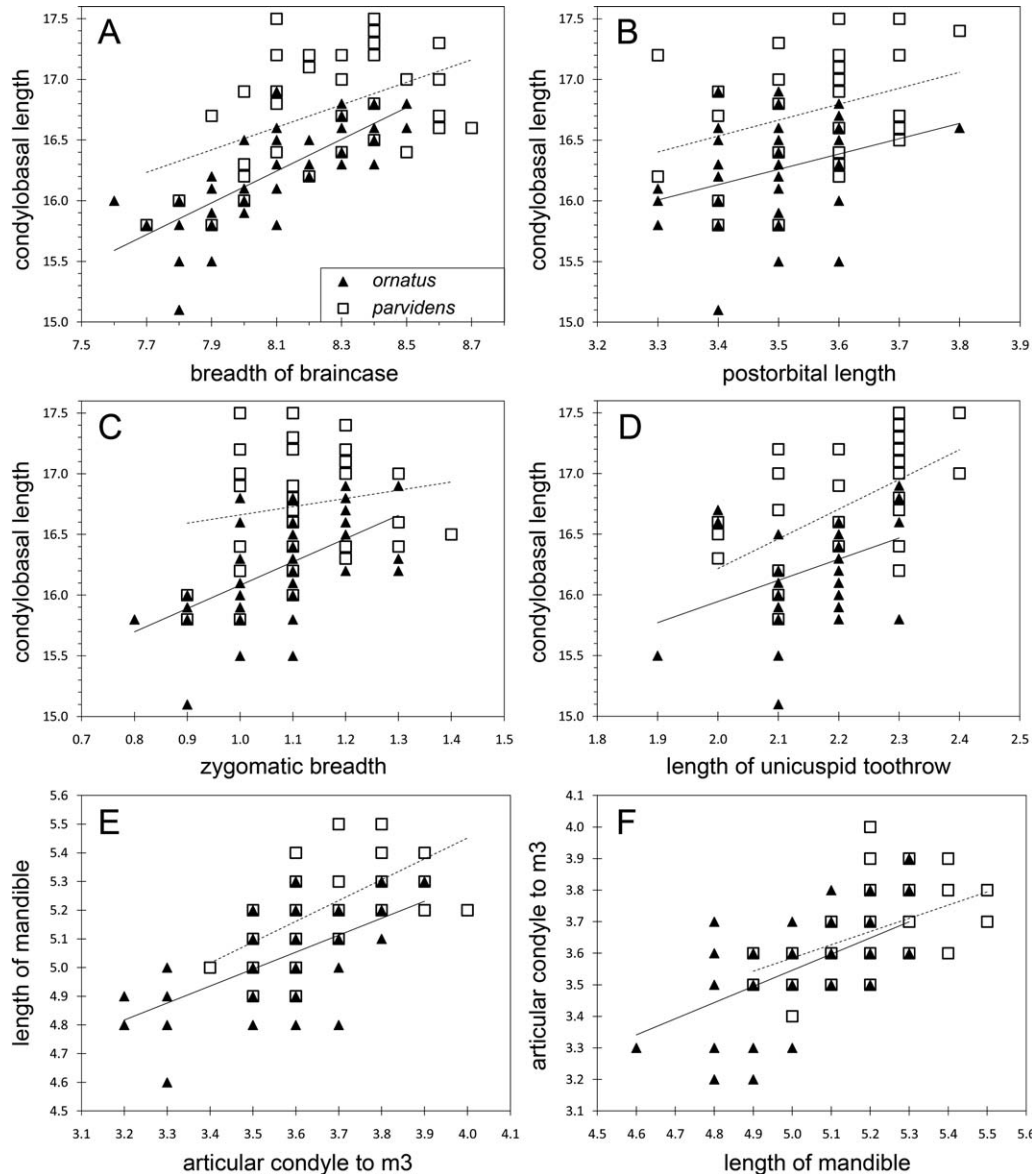 A
condylobasal length
17.5
17.0
16.5
16.0
15.5
15.0
7.5 7.7 7.9 8.1 8.3 8.5 8.7
breadth of braincase
ornatus
parvidens
B
condylobasal length
17.5
17.0
16.5
16.0
15.5
15.0
3.2 3.3 3.4 3.5 3.6 3.7 3.8 3.9
postorbital length
C
condylobasal length
17.5
17.0
16.5
16.0
15.5
15.0
0.7 0.8 0.9 1.0 1.1 1.2 1.3 1.4 1.5
zygomatic breadth
D
condylobasal length
17.5
17.0
16.5
16.0
15.5
15.0
1.8 1.9 2.0 2.1 2.2 2.3 2.4 2.5
length of unicuspid toothrow
E
length of mandible
5.6
5.5
5.4
5.3
5.2
5.1
5.0
4.9
4.8
4.7
4.6
4.5
3.1 3.2 3.3 3.4 3.5 3.6 3.7 3.8 3.9 4.0 4.1
articular condyle to m3
F
articular condyle to m3
4.1
4.0
3.9
3.8
3.7
3.6
3.5
3.4
3.3
3.2
3.1
4.5 4.6 4.7 4.8 4.9 5.0 5.1 5.2 5.3 5.4 5.5 5.6
length of mandible